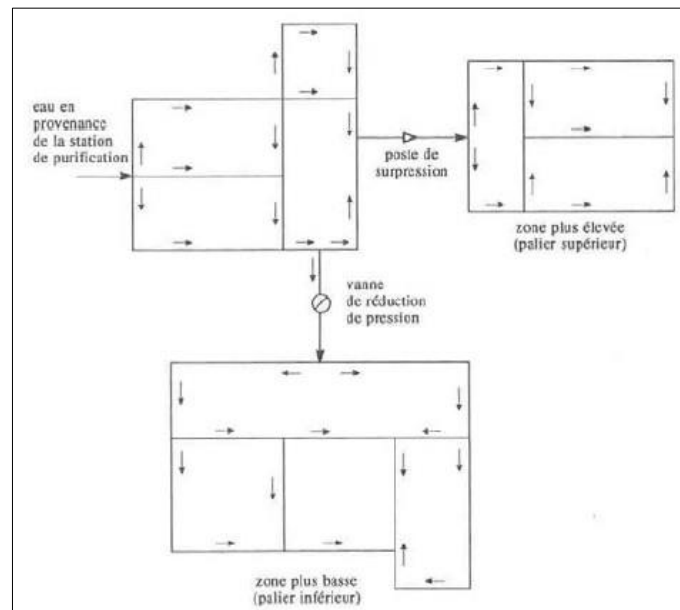 eau en
provenance
de la station
de purification
poste de
surpression
zone plus élevée
(palier supérieur)
vanne
de réduction
de pression
zone plus basse
(palier inférieur)